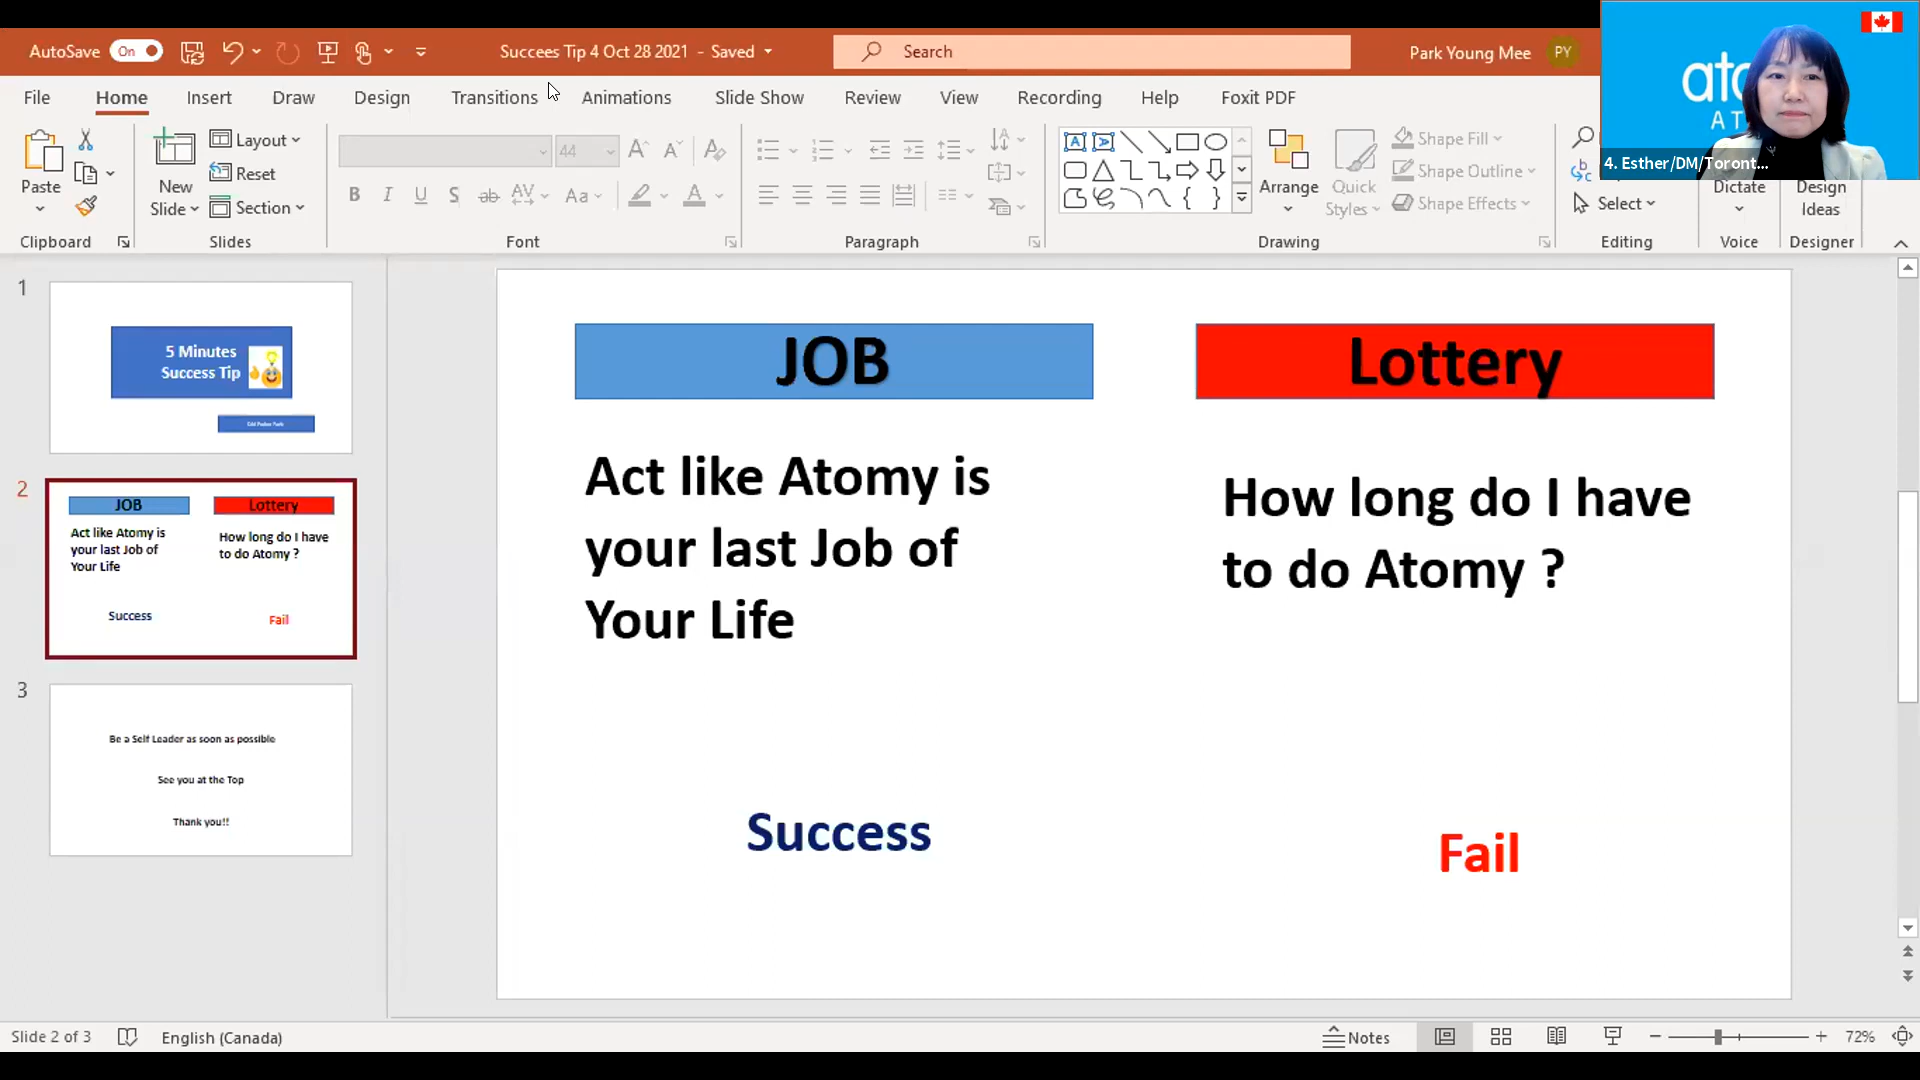 AutoSave On Succees Tip 4 Oct 28 2021 - Saved Search Park Young Mee PY
File Home Insert Draw Design Transitions Animations Slide Show Review View Recording Help Foxit PDF
4. Esther/DM/Toront...
Paste
New
Slide
Layout
Reset
Section
44
Arrange
Quick
Styles
Shape Fill
Shape Outline
Shape Effects
Select
Dictate
Design
Ideas
Clipboard Slides Font Paragraph Drawing Editing Voice Designer
1
5 Minutes
Success Tip
2
JOB Lottery
Act like Atomy is
your last Job of
Your Life
How long do I have
to do Atomy ?
Success
Fail
3
Be a Self Leader as soon as possible
See you at the Top
Thank you!!
JOB
Lottery
Act like Atomy is
your last Job of
Your Life
How long do I have
to do Atomy ?
Success
Fail
Slide 2 of 3 English (Canada) Notes 72%